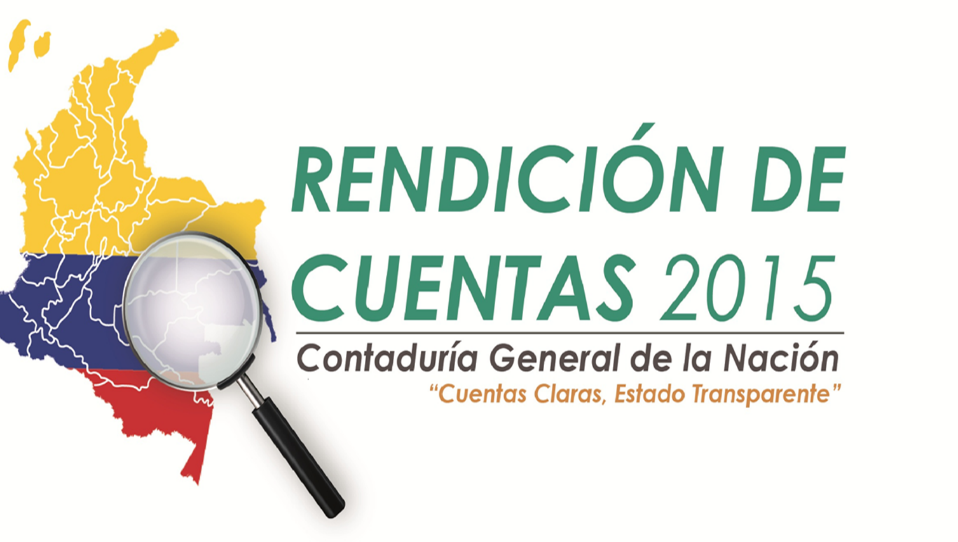 RENDICIÓN DE
CUENTAS 2015
Contaduría General de la Nación
“Cuentas Claras, Estado Transparente”